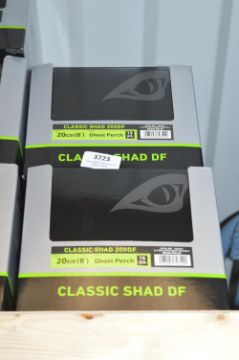 CLASSIC SHAD 200DF
20cm(8") Ghost Perch
3723
CLASSIC SHAD DF
CLASSIC SHAD 200DF
20cm(8") Ghost Perch
CLASSIC SHAD DF